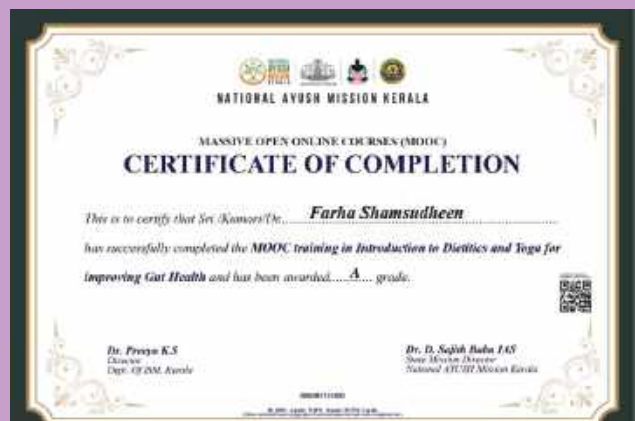 NATIONAL AYUSH MISSION KERALA
MASSIVE OPEN ONLINE COURSES (MOOC)
CERTIFICATE OF COMPLETION
This is to certify that Sri /Kumari/Dr. Farha Shamsudheen
has successfully completed the MOOC training in Introduction to Dietitics and Yoga for
improving Gut Health and has been awarded.....A.... grade.
Dr. Preeya K.S
Director
Dept. Of ISM, Kerala
Dr. D. Sajith Babu IAS
State Mission Director
National AYUSH Mission Kerala